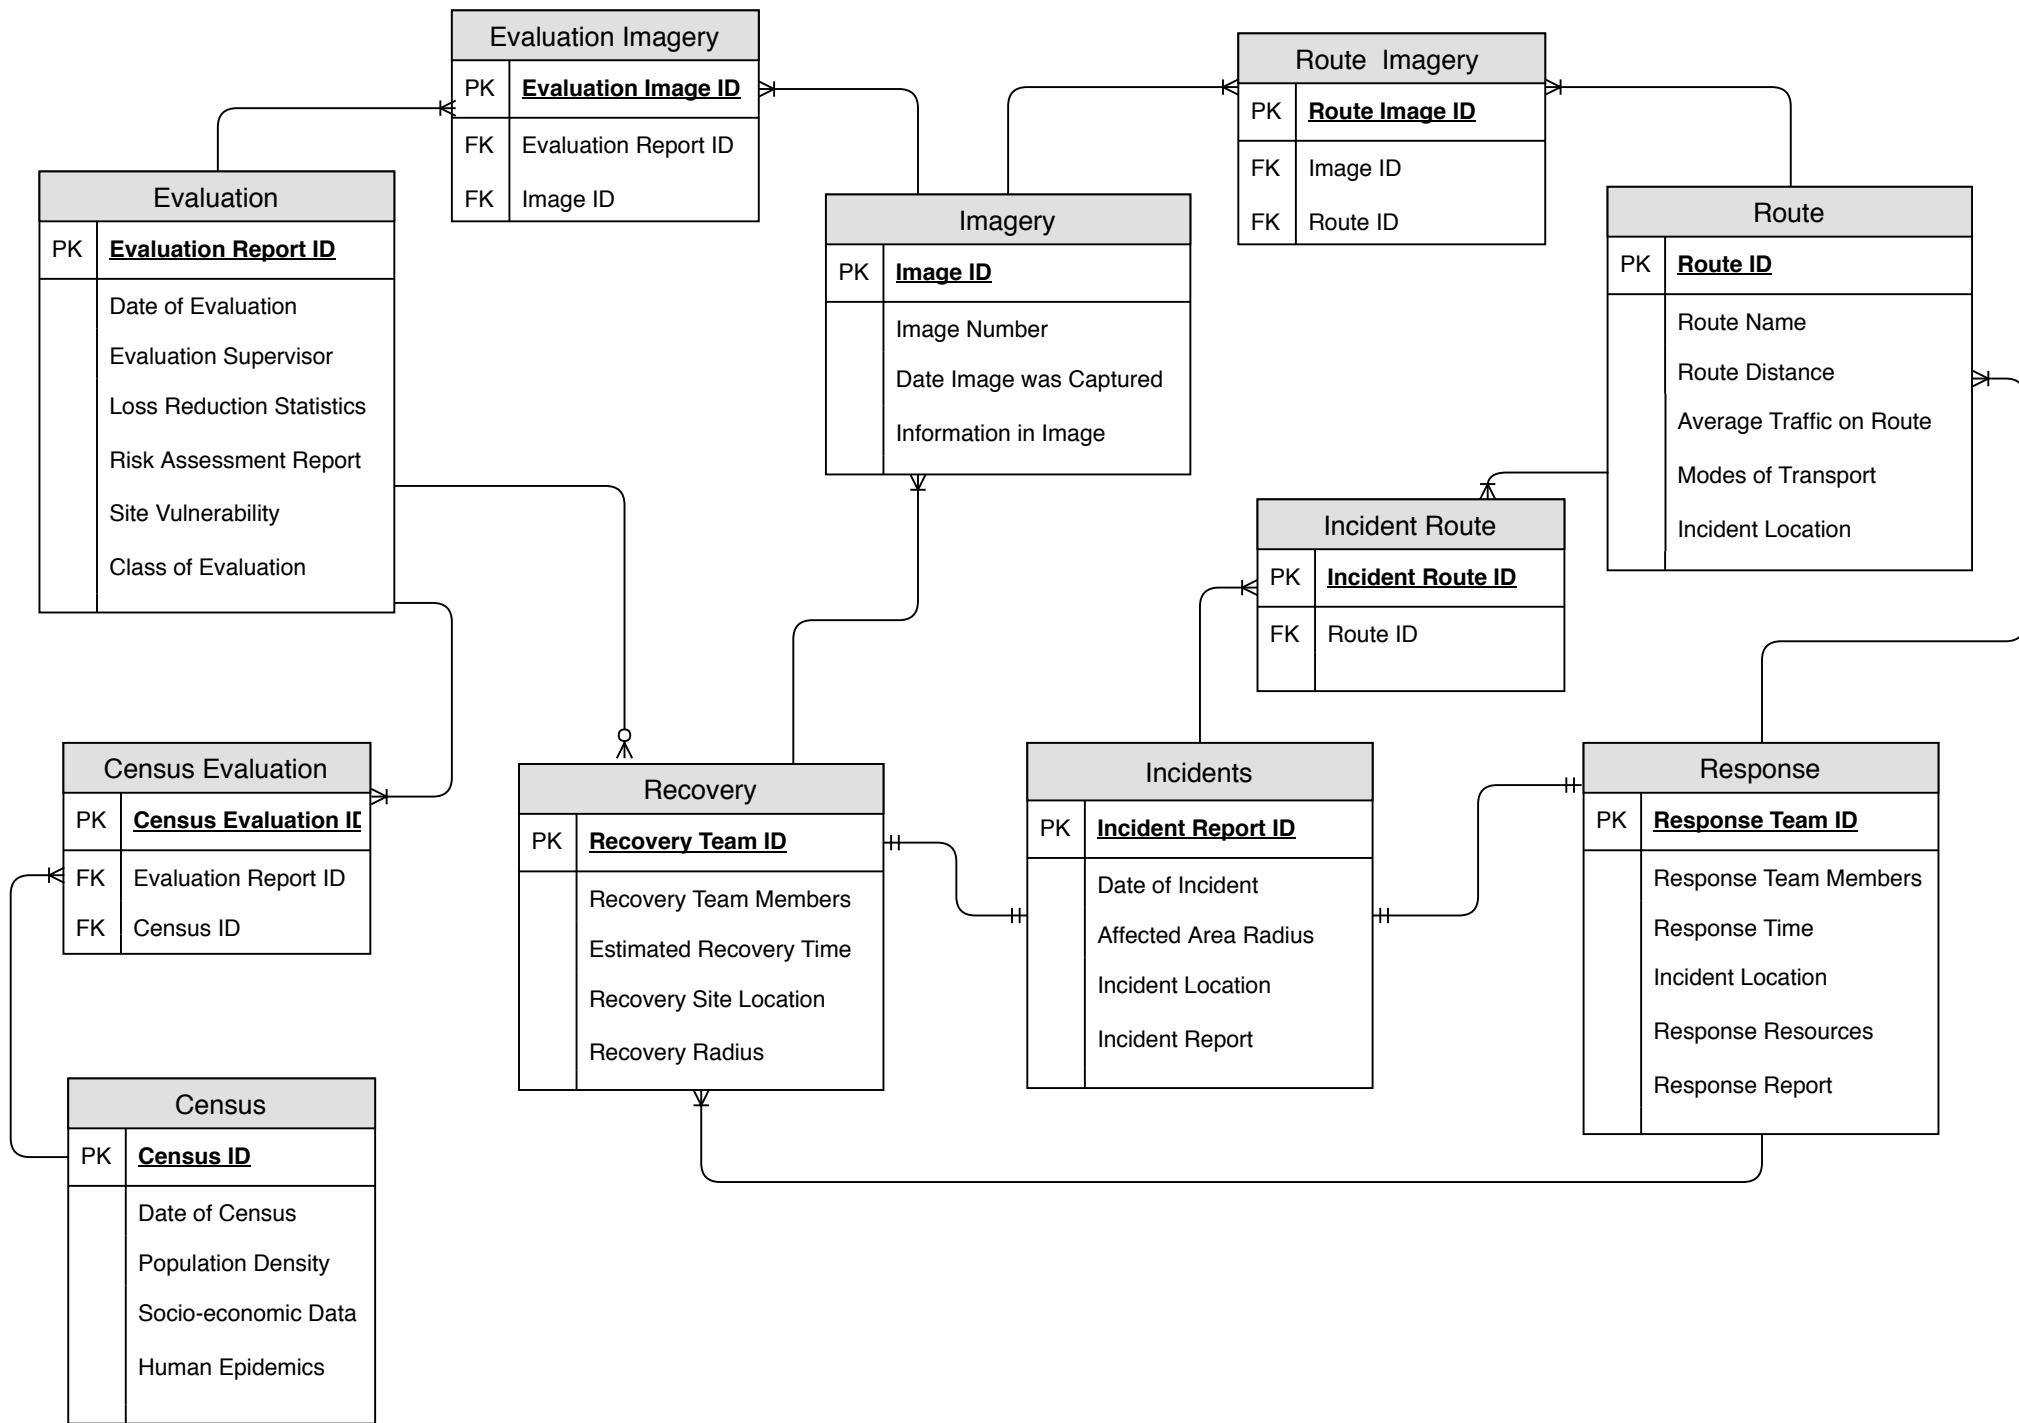 Evaluation Imagery
PK Evaluation Image ID
FK Evaluation Report ID
FK Image ID
Route Imagery
PK Route Image ID
FK Image ID
FK Route ID
Evaluation
PK Evaluation Report ID
Date of Evaluation
Evaluation Supervisor
Loss Reduction Statistics
Risk Assessment Report
Site Vulnerability
Class of Evaluation
Imagery
PK Image ID
Image Number
Date Image was Captured
Information in Image
Route
PK Route ID
Route Name
Route Distance
Average Traffic on Route
Modes of Transport
Incident Location
Incident Route
PK Incident Route ID
FK Route ID
Census Evaluation
PK Census Evaluation ID
FK Evaluation Report ID
FK Census ID
Recovery
PK Recovery Team ID
Recovery Team Members
Estimated Recovery Time
Recovery Site Location
Recovery Radius
Incidents
PK Incident Report ID
Date of Incident
Affected Area Radius
Incident Location
Incident Report
Response
PK Response Team ID
Response Team Members
Response Time
Incident Location
Response Resources
Response Report
Census
PK Census ID
Date of Census
Population Density
Socio-economic Data
Human Epidemics